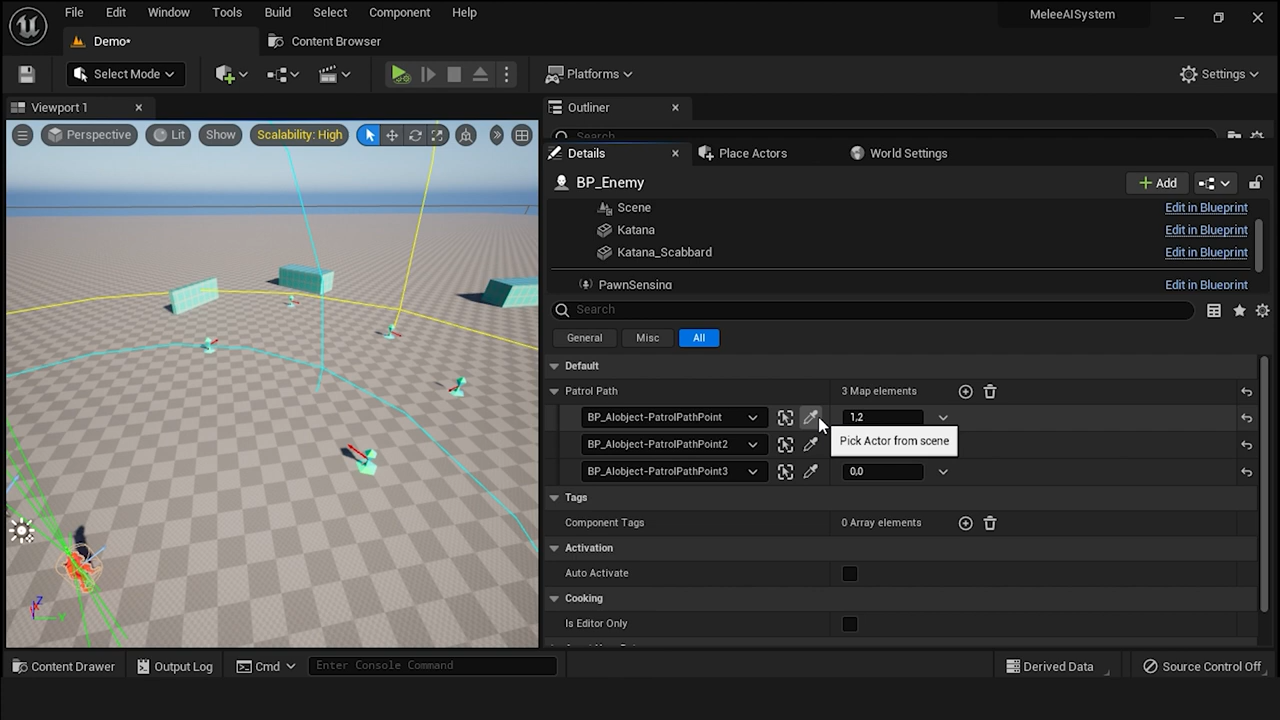 File Edit Window Tools Build Select Component Help MeleeAISystem
Demo* Content Browser
Select Mode Platforms Settings
Viewport 1 Outliner
Perspective Lit Show Scalability: High Search
Details Place Actors World Settings
BP_Enemy Add
Scene Edit in Blueprint
Katana Edit in Blueprint
Katana_Scabbard Edit in Blueprint
PawnSensing Edit in Blueprint
Search
General Misc All
Default
Patrol Path 3 Map elements
BP_AIobject-PatrolPathPoint 1,2
Pick Actor from scene
BP_AIobject-PatrolPathPoint2
BP_AIobject-PatrolPathPoint3 0,0
Tags
Component Tags 0 Array elements
Activation
Auto Activate
Cooking
Is Editor Only
Z
X Y
Content Drawer Output Log Cmd Enter Console Command Derived Data Source Control Off